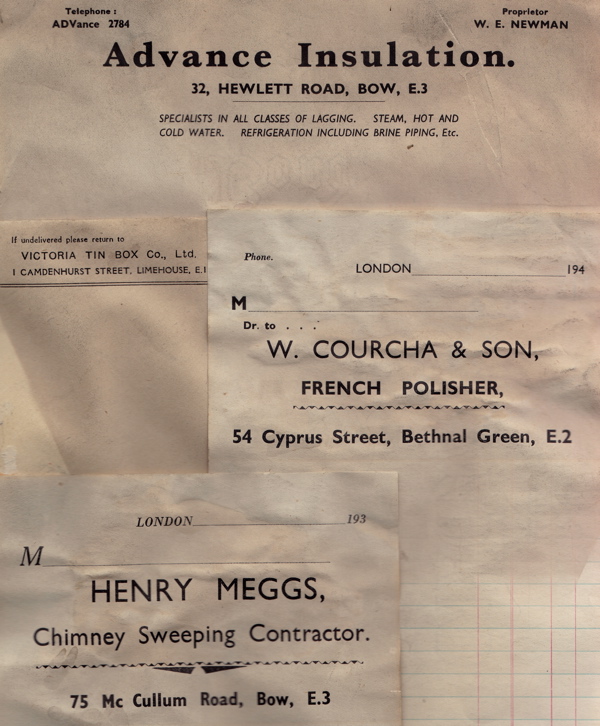 Telephone :
ADVance 2784
Proprietor
W. E. NEWMAN
Advance Insulation.
32, HEWLETT ROAD, BOW, E.3
SPECIALISTS IN ALL CLASSES OF LAGGING. STEAM, HOT AND
COLD WATER. REFRIGERATION INCLUDING BRINE PIPING, Etc.
If undelivered please return to
VICTORIA TIN BOX Co., Ltd.
1 CAMDENHURST STREET, LIMEHOUSE, E.1
Phone.
LONDON 194
M
Dr. to . . .
W. COURCHA & SON,
FRENCH POLISHER,
54 Cyprus Street, Bethnal Green, E.2
LONDON 193
M
HENRY MEGGS,
Chimney Sweeping Contractor.
75 Mc Cullum Road, Bow, E.3